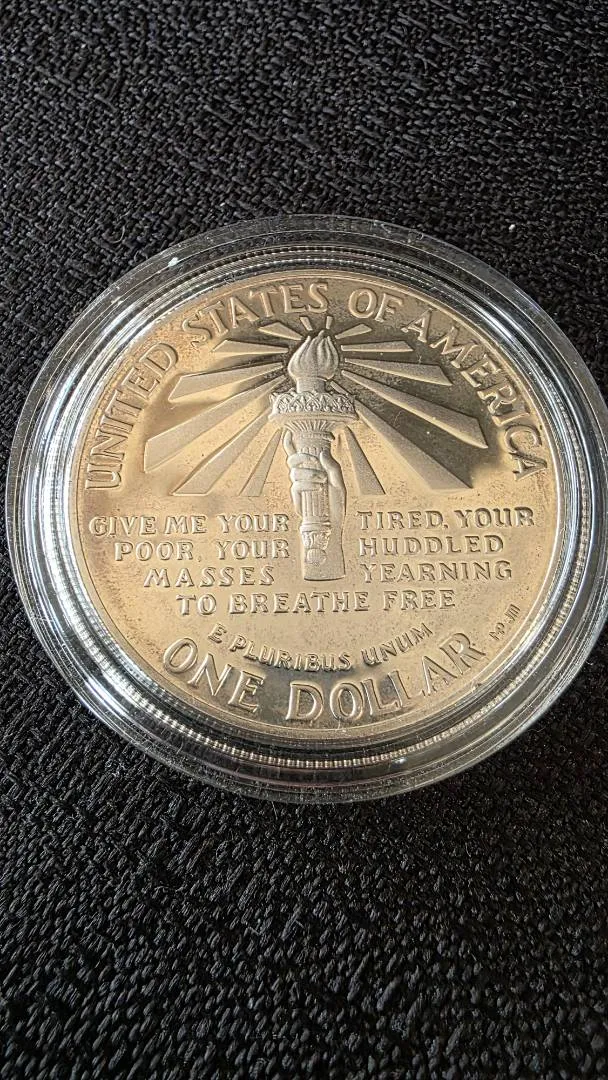 UNITED STATES OF AMERICA
GIVE ME YOUR TIRED, YOUR
POOR, YOUR HUDDLED
MASSES YEARNING
TO BREATHE FREE
E PLURIBUS UNUM
ONE DOLLAR